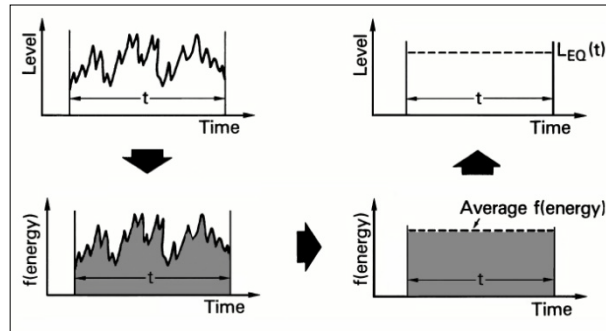 Level
t
Time
Level
L_EQ(t)
t
Time
f(energy)
t
Time
f(energy)
Average f(energy)
t
Time